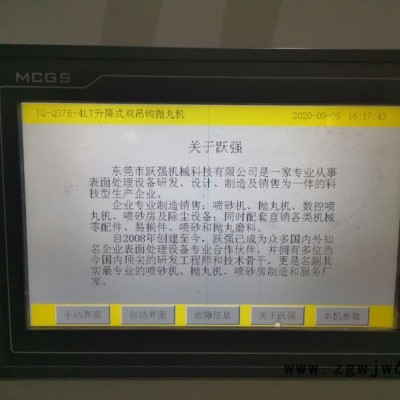 MCGS
YQ-Q376-4LT升降式双吊钩抛丸机 2020-09-05 16:17:43
关于跃强
东莞市跃强机械科技有限公司是一家专业从事
表面处理设备研发、设计、制造及销售为一体的科
技型生产企业。
企业专业制造销售：喷砂机、抛丸机、数控喷
丸机、喷砂房及除尘设备；同时配套直销各类机械
零配件、易损件、喷砂和抛丸磨料。
自2008年创建至今，跃强已成为众多国内外知
名企业表面处理设备专业合作伙伴，并拥有多位当
今国内顶尖的研发工程师和技术骨干，更是名副其
实最专业的喷砂机、抛丸机、喷砂房制造和服务厂
家。
手动界面 自动界面 故障信息 关于跃强 本机参数